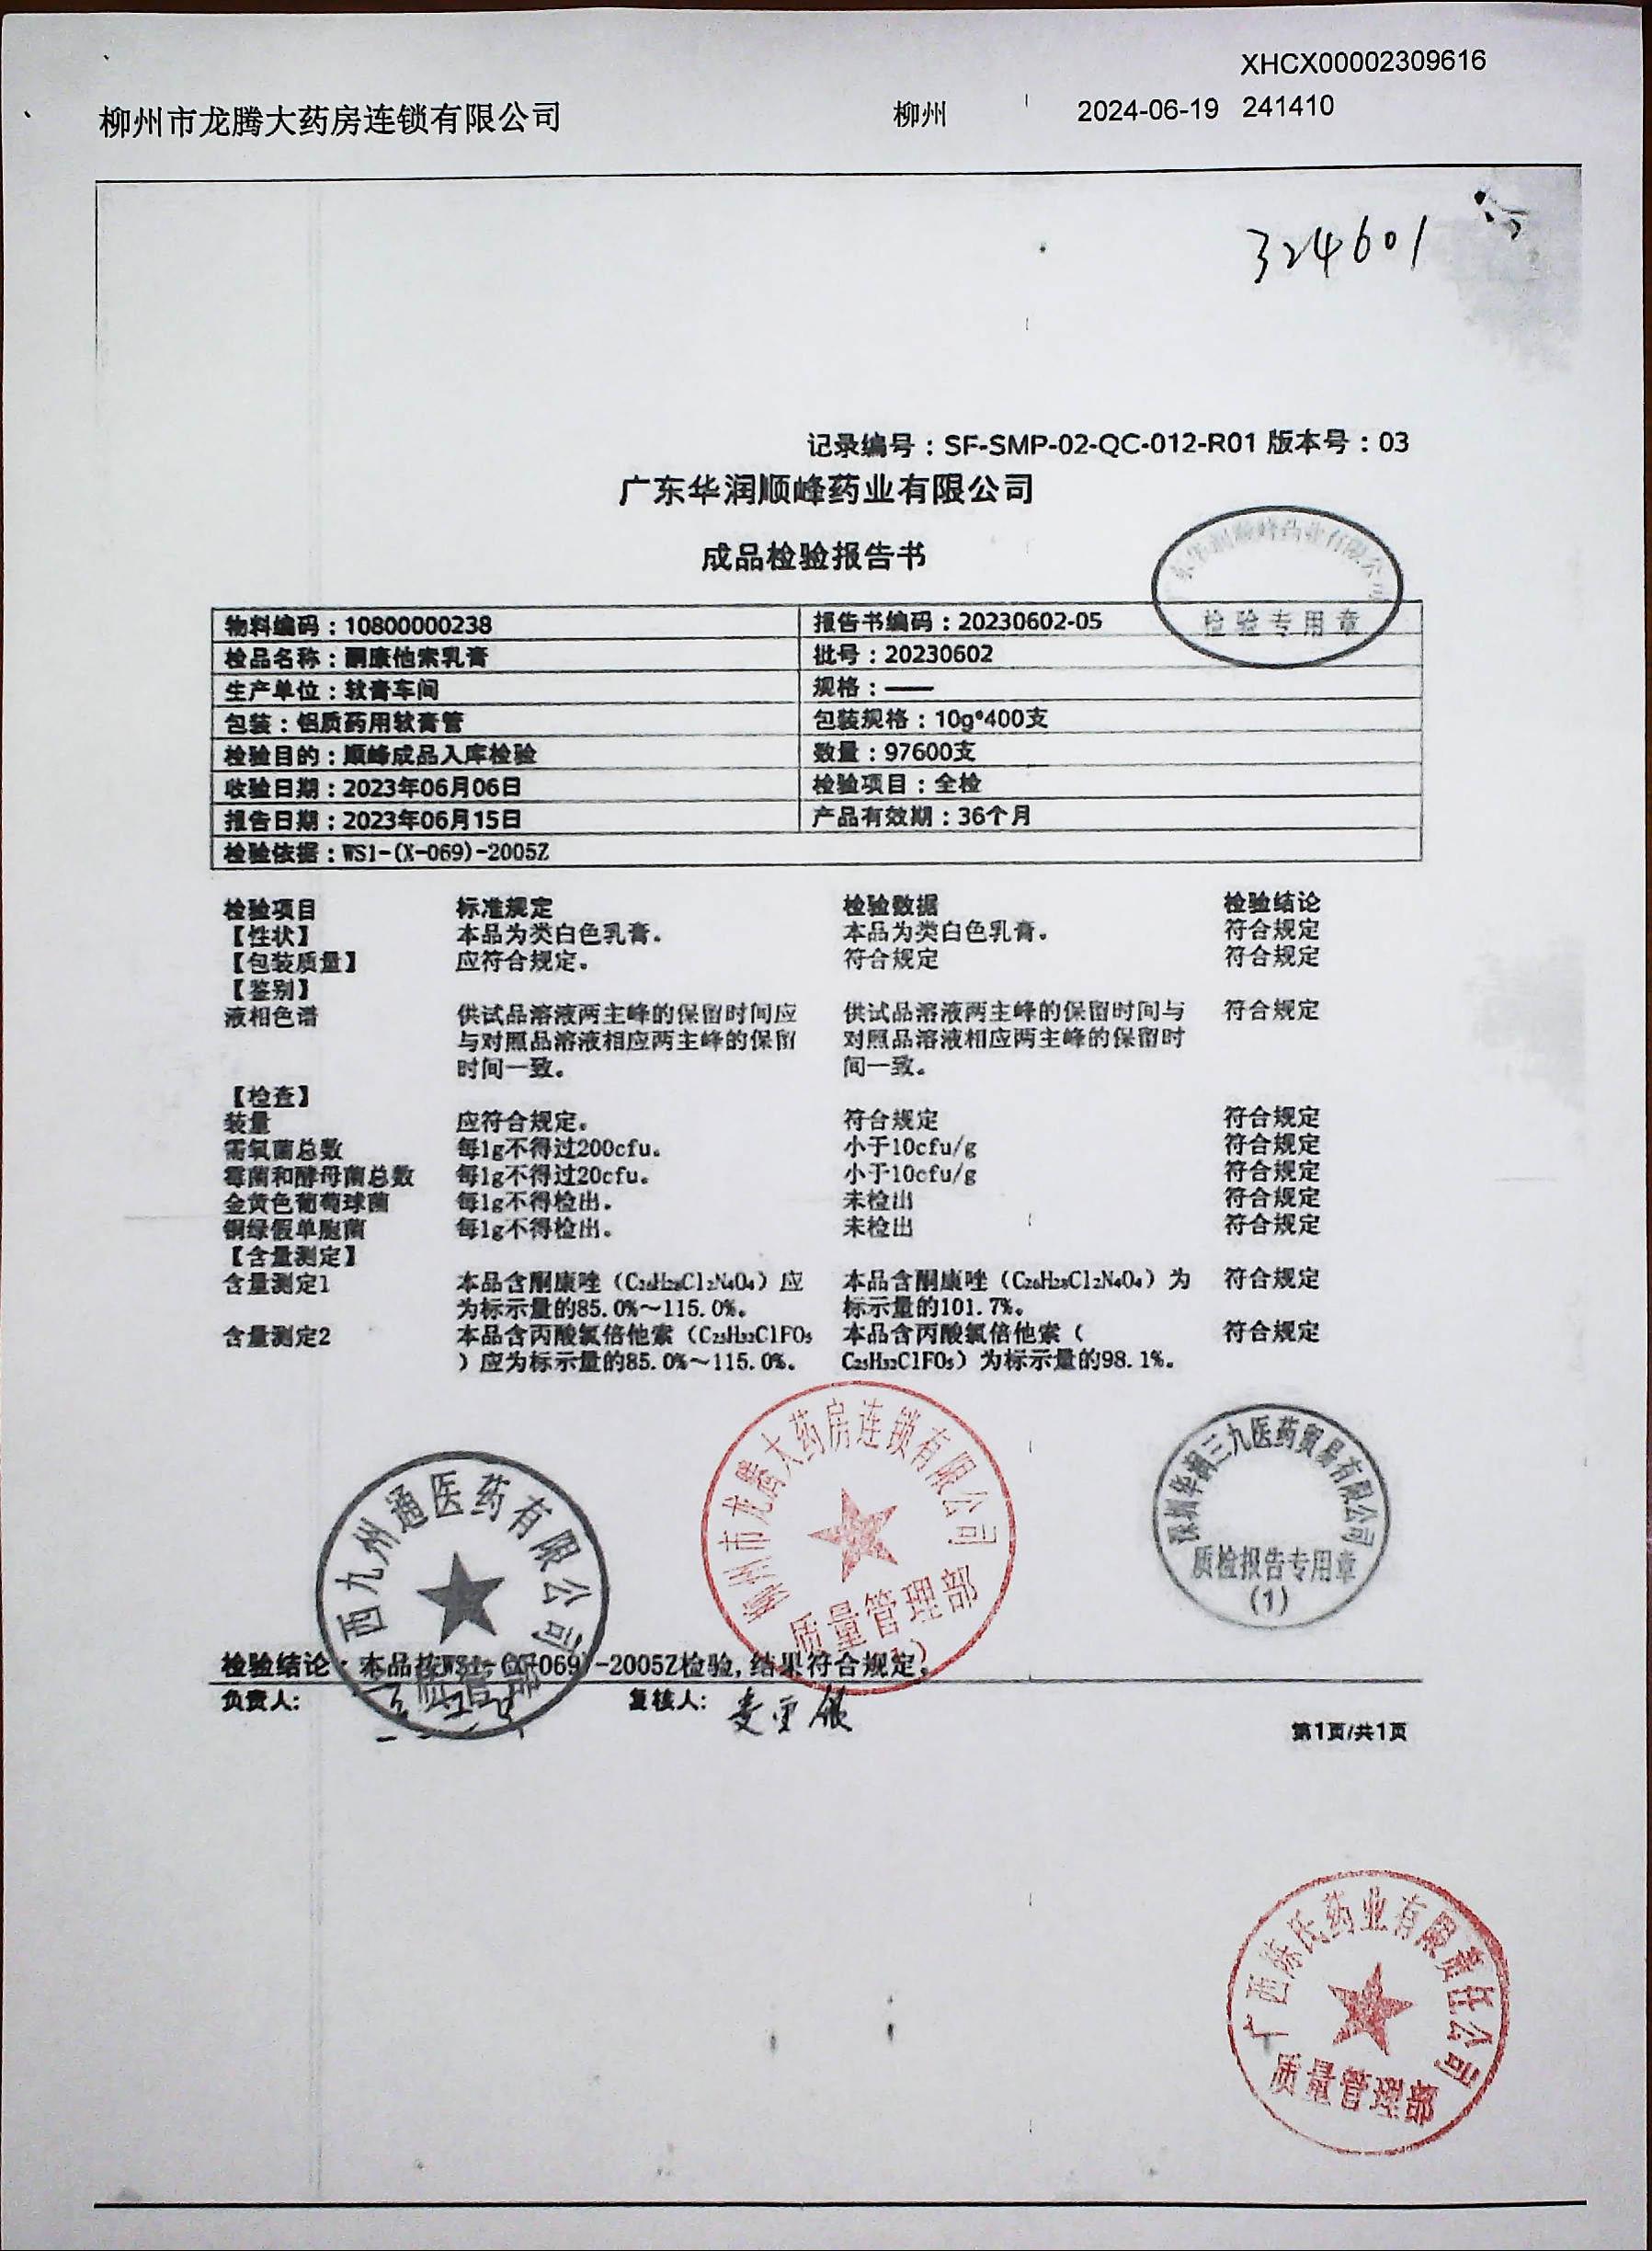 XHCX00002309616
柳州市龙腾大药房连锁有限公司 柳州 2024-06-19 241410
324601
记录编号：SF-SMP-02-QC-012-R01 版本号：03
广东华润顺峰药业有限公司
成品检验报告书
广东华润顺峰药业有限公司
检验专用章
物料编码：10800000238 报告书编码：20230602-05
检品名称：酮康他索乳膏 批号：20230602
生产单位：软膏车间 规格：——
包装：铝质药用软膏管 包装规格：10g*400支
检验目的：顺峰成品入库检验 数量：97600支
收验日期：2023年06月06日 检验项目：全检
报告日期：2023年06月15日 产品有效期：36个月
检验依据：WS1-(X-069)-2005Z
检验项目 标准规定 检验数据 检验结论
【性状】 本品为类白色乳膏。 本品为类白色乳膏。 符合规定
【包装质量】 应符合规定。 符合规定 符合规定
【鉴别】
液相色谱 供试品溶液两主峰的保留时间应 供试品溶液两主峰的保留时间与 符合规定
与对照品溶液相应两主峰的保留 对照品溶液相应两主峰的保留时
时间一致。 间一致。
【检查】
装量 应符合规定。 符合规定 符合规定
需氧菌总数 每1g不得过200cfu。 小于10cfu/g 符合规定
霉菌和酵母菌总数 每1g不得过20cfu。 小于10cfu/g 符合规定
金黄色葡萄球菌 每1g不得检出。 未检出 符合规定
铜绿假单胞菌 每1g不得检出。 未检出 符合规定
【含量测定】
含量测定1 本品含酮康唑（C₂₆H₂₈Cl₂N₄O₄）应 本品含酮康唑（C₂₆H₂₈Cl₂N₄O₄）为 符合规定
为标示量的85.0%～115.0%。 标示量的101.7%。
含量测定2 本品含丙酸氯倍他索（C₂₅H₃₂ClFO₅ 本品含丙酸氯倍他索（ 符合规定
）应为标示量的85.0%～115.0%。 C₂₅H₃₂ClFO₅）为标示量的98.1%。
西九州通医药有限公司
质管部
柳州市龙腾大药房连锁有限公司
质量管理部
深圳华润三九医药贸易有限公司
质检报告专用章
(1)
检验结论：本品按WS1-(X-069)-2005Z检验,结果符合规定。
负责人: 复核人:
第1页/共1页
广西陈氏药业有限责任公司
质量管理部